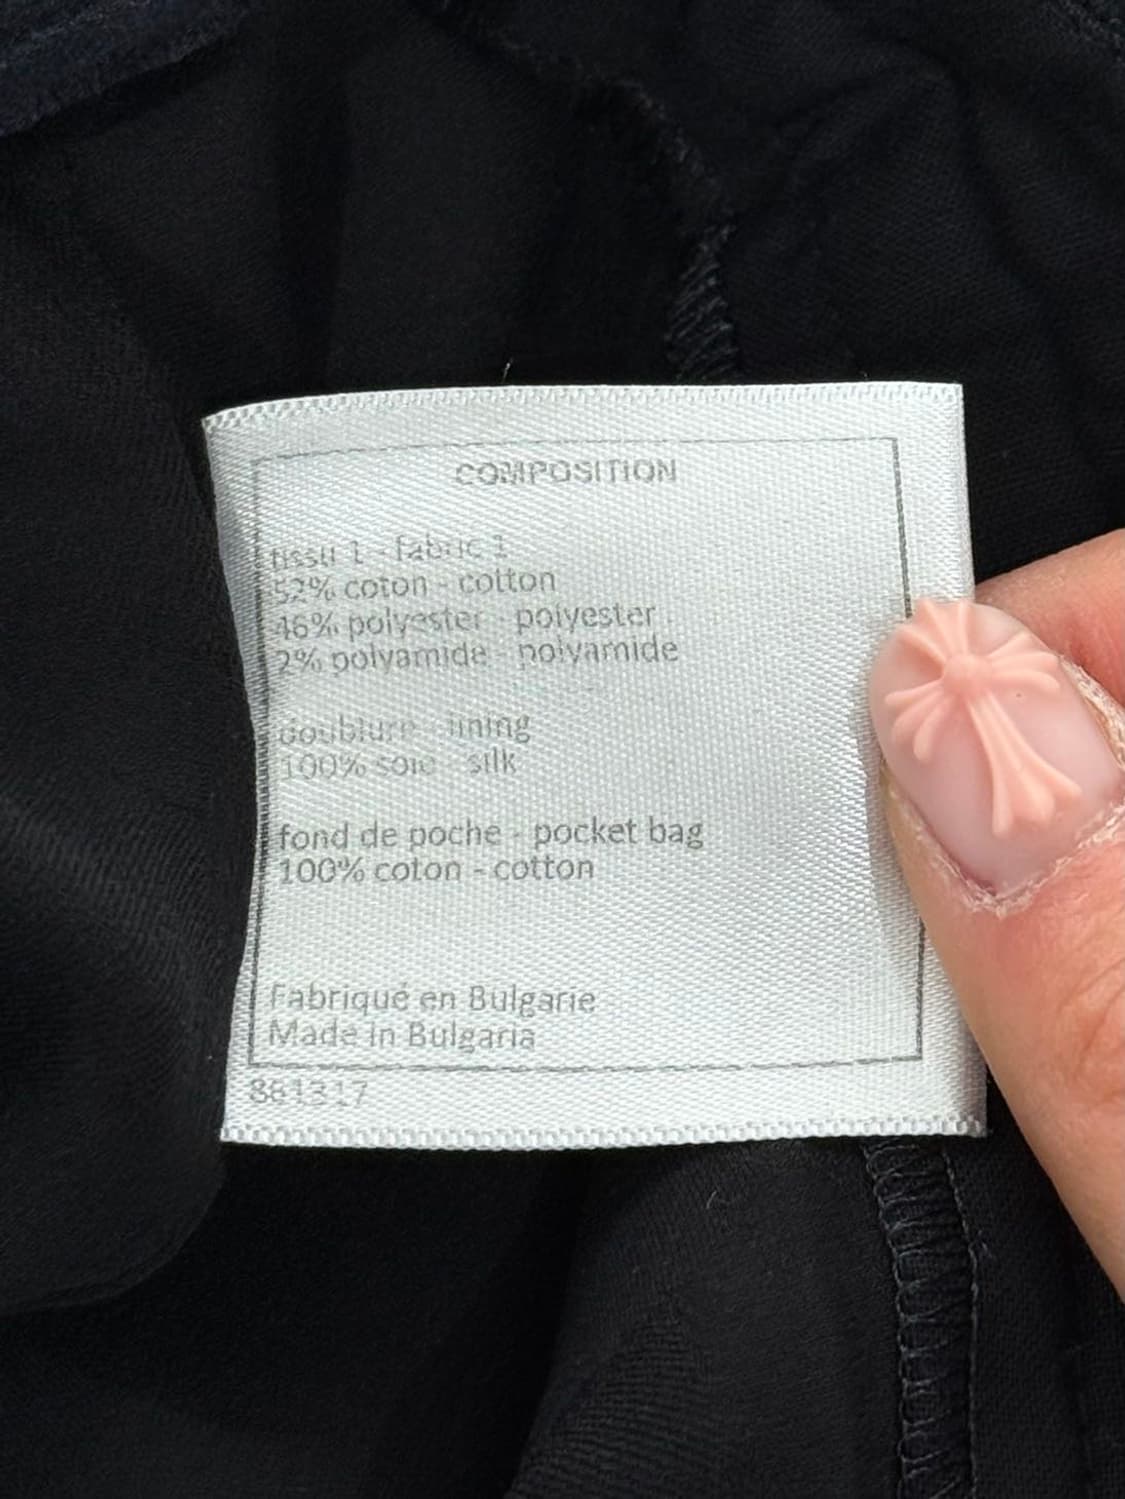 COMPOSITION
tissu 1 - fabric 1
52% coton - cotton
46% polyester - polyester
2% polyamide - polyamide
doublure - lining
100% soie - silk
fond de poche - pocket bag
100% coton - cotton
Fabriqué en Bulgarie
Made in Bulgaria
861317